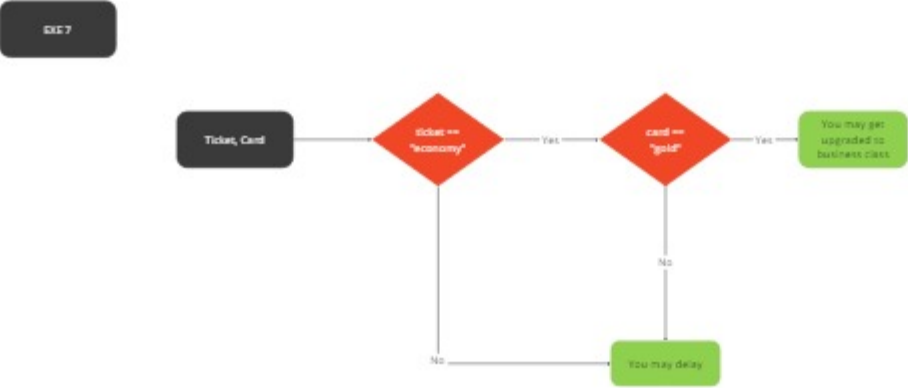 EXE 7
Ticket, Card
ticket ==
"economy"
Yes
card ==
"gold"
Yes
You may get
upgraded to
business class
No
No
You may delay